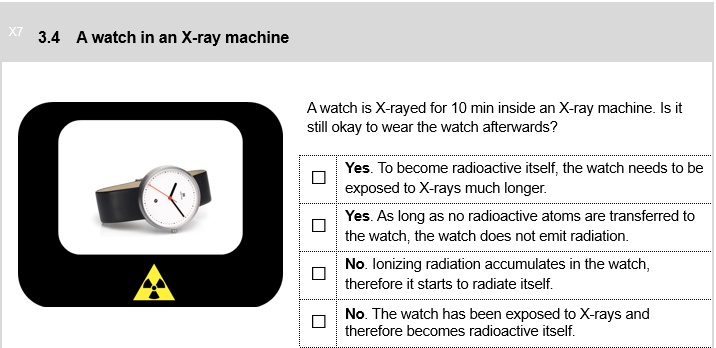 X7
3.4 A watch in an X-ray machine
A watch is X-rayed for 10 min inside an X-ray machine. Is it
still okay to wear the watch afterwards?
Yes. To become radioactive itself, the watch needs to be
exposed to X-rays much longer.
Yes. As long as no radioactive atoms are transferred to
the watch, the watch does not emit radiation.
No. Ionizing radiation accumulates in the watch,
therefore it starts to radiate itself.
No. The watch has been exposed to X-rays and
therefore becomes radioactive itself.